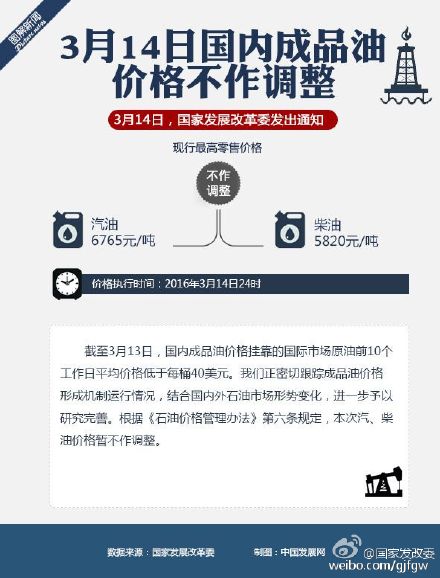 图解新闻
Picture news
3月14日国内成品油
价格不作调整
3月14日，国家发展改革委发出通知
现行最高零售价格
不作
调整
汽油
6765元/吨
柴油
5820元/吨
价格执行时间：2016年3月14日24时
截至3月13日，国内成品油价格挂靠的国际市场原油前10个
工作日平均价格低于每桶40美元。我们正密切跟踪成品油价格
形成机制运行情况，结合国内外石油市场形势变化，进一步予以
研究完善。根据《石油价格管理办法》第六条规定，本次汽、柴
油价格暂不作调整。
数据来源：国家发展改革委
制图：中国发展网
@国家发改委
weibo.com/gjfgw